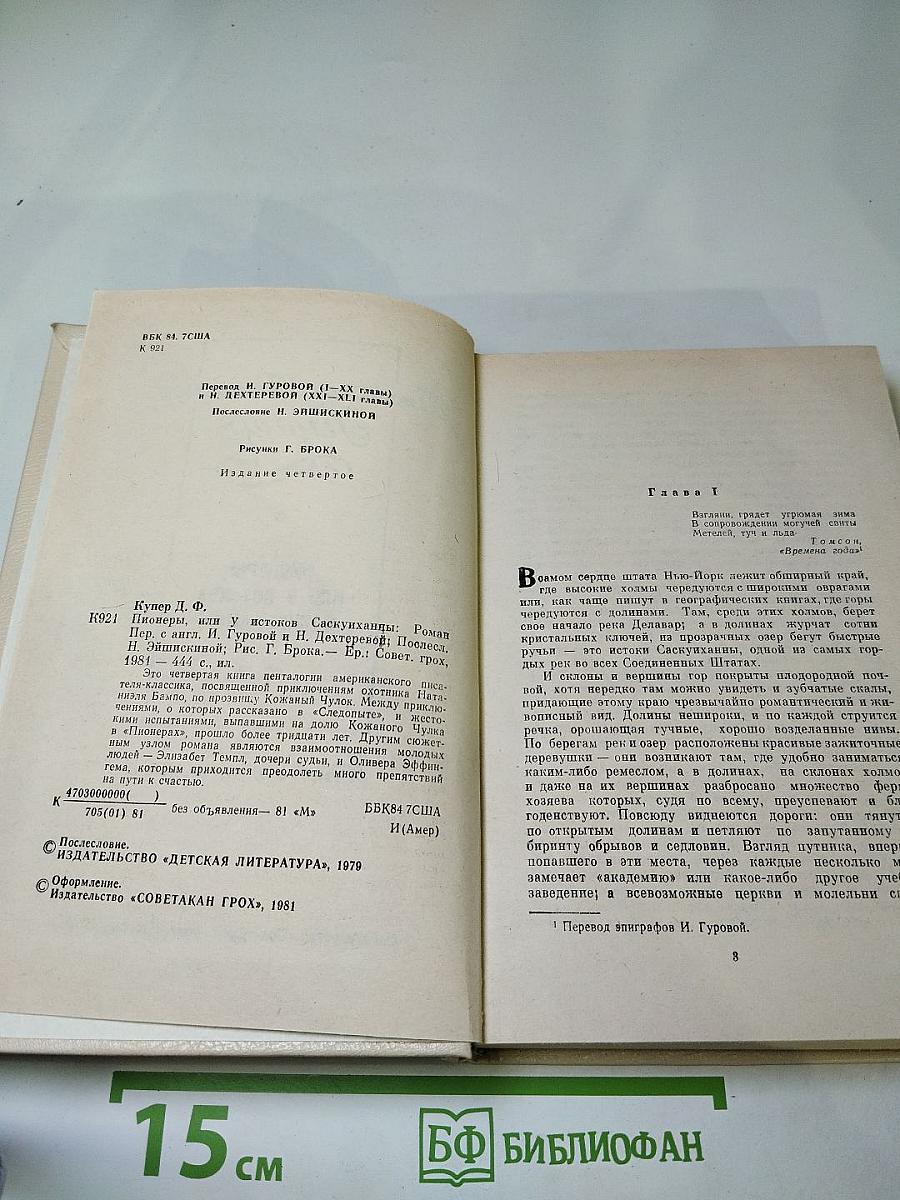 ВБК 84. 7США
К 921
Перевод И. ГУРОВОЙ (I—XX главы)
и Н. ДЕХТЕРЕВОЙ (XXI—XLI главы)
Послесловие Н. ЭЙШИСКИНОЙ
Рисунки Г. БРОКА
Издание четвертое
Купер Д. Ф.
К921 Пионеры, или у истоков Саскуиханны: Роман
Пер. с англ. И. Гуровой и Н. Дехтеревой; Послесл.
Н. Эйжискиной; Рис. Г. Брока.— Ер.: Совет. грох,
1981 — 444 с., ил.
Это четвертая книга пенталогии американского писа-
теля-классика, посвященной приключениям охотника Ната-
ниэля Бампо, по прозвищу Кожаный Чулок. Между приклю-
чениями, о которых рассказано в «Следопыте», и жесто-
кими испытаниями, выпавшими на долю Кожаного Чулка
в «Пионерах», прошло более тридцати лет. Другим сюжет-
ным узлом романа являются взаимоотношения молодых
людей — Элизабет Темпл, дочери судьи, и Оливера Эффин-
гема, которым приходится преодолеть много препятствий
на пути к счастью.
К 4703000000( )
705(01) 81 без объявления— 81 «М» ББК84 7США
И(Амер)
© Послесловие.
ИЗДАТЕЛЬСТВО «ДЕТСКАЯ ЛИТЕРАТУРА», 1979
© Оформление.
Издательство «СОВЕТАКАН ГРОХ», 1981
Глава I
Взгляни, грядет угрюмая зима
В сопровождении могучей свиты
Метелей, туч и льда.
Томсон,
«Времена года»¹
В самом сердце штата Нью-Йорк лежит обширный край,
где высокие холмы чередуются с широкими оврагами
или, как чаще пишут в географических книгах, где горы
чередуются с долинами. Там, среди этих холмов, берет
свое начало река Делавар; а в долинах журчат сотни
кристальных ключей, из прозрачных озер бегут быстрые
ручьи — это истоки Саскуиханны, одной из самых гор-
дых рек во всех Соединенных Штатах.
И склоны и вершины гор покрыты плодородной поч-
вой, хотя нередко там можно увидеть и зубчатые скалы,
придающие этому краю чрезвычайно романтический и жи-
вописный вид. Долины нешироки, и по каждой струится
речка, орошающая тучные, хорошо возделанные нивы.
По берегам рек и озер расположены красивые зажиточные
деревушки — они возникают там, где удобно заниматься
каким-либо ремеслом, а в долинах, на склонах холмо
и даже на их вершинах разбросано множество ферм
хозяева которых, судя по всему, преуспевают и бл
годенствуют. Повсюду виднеются дороги: они тянут
по открытым долинам и петляют по запутанному
биринту обрывов и седловин. Взгляд путника, впер
попавшего в эти места, через каждые несколько м
замечает «академию» или какое-либо другое уче
заведение; а всевозможные церкви и молельни с
¹ Перевод эпиграфов И. Гуровой.
3
15 см БФ БИБЛИОФАН